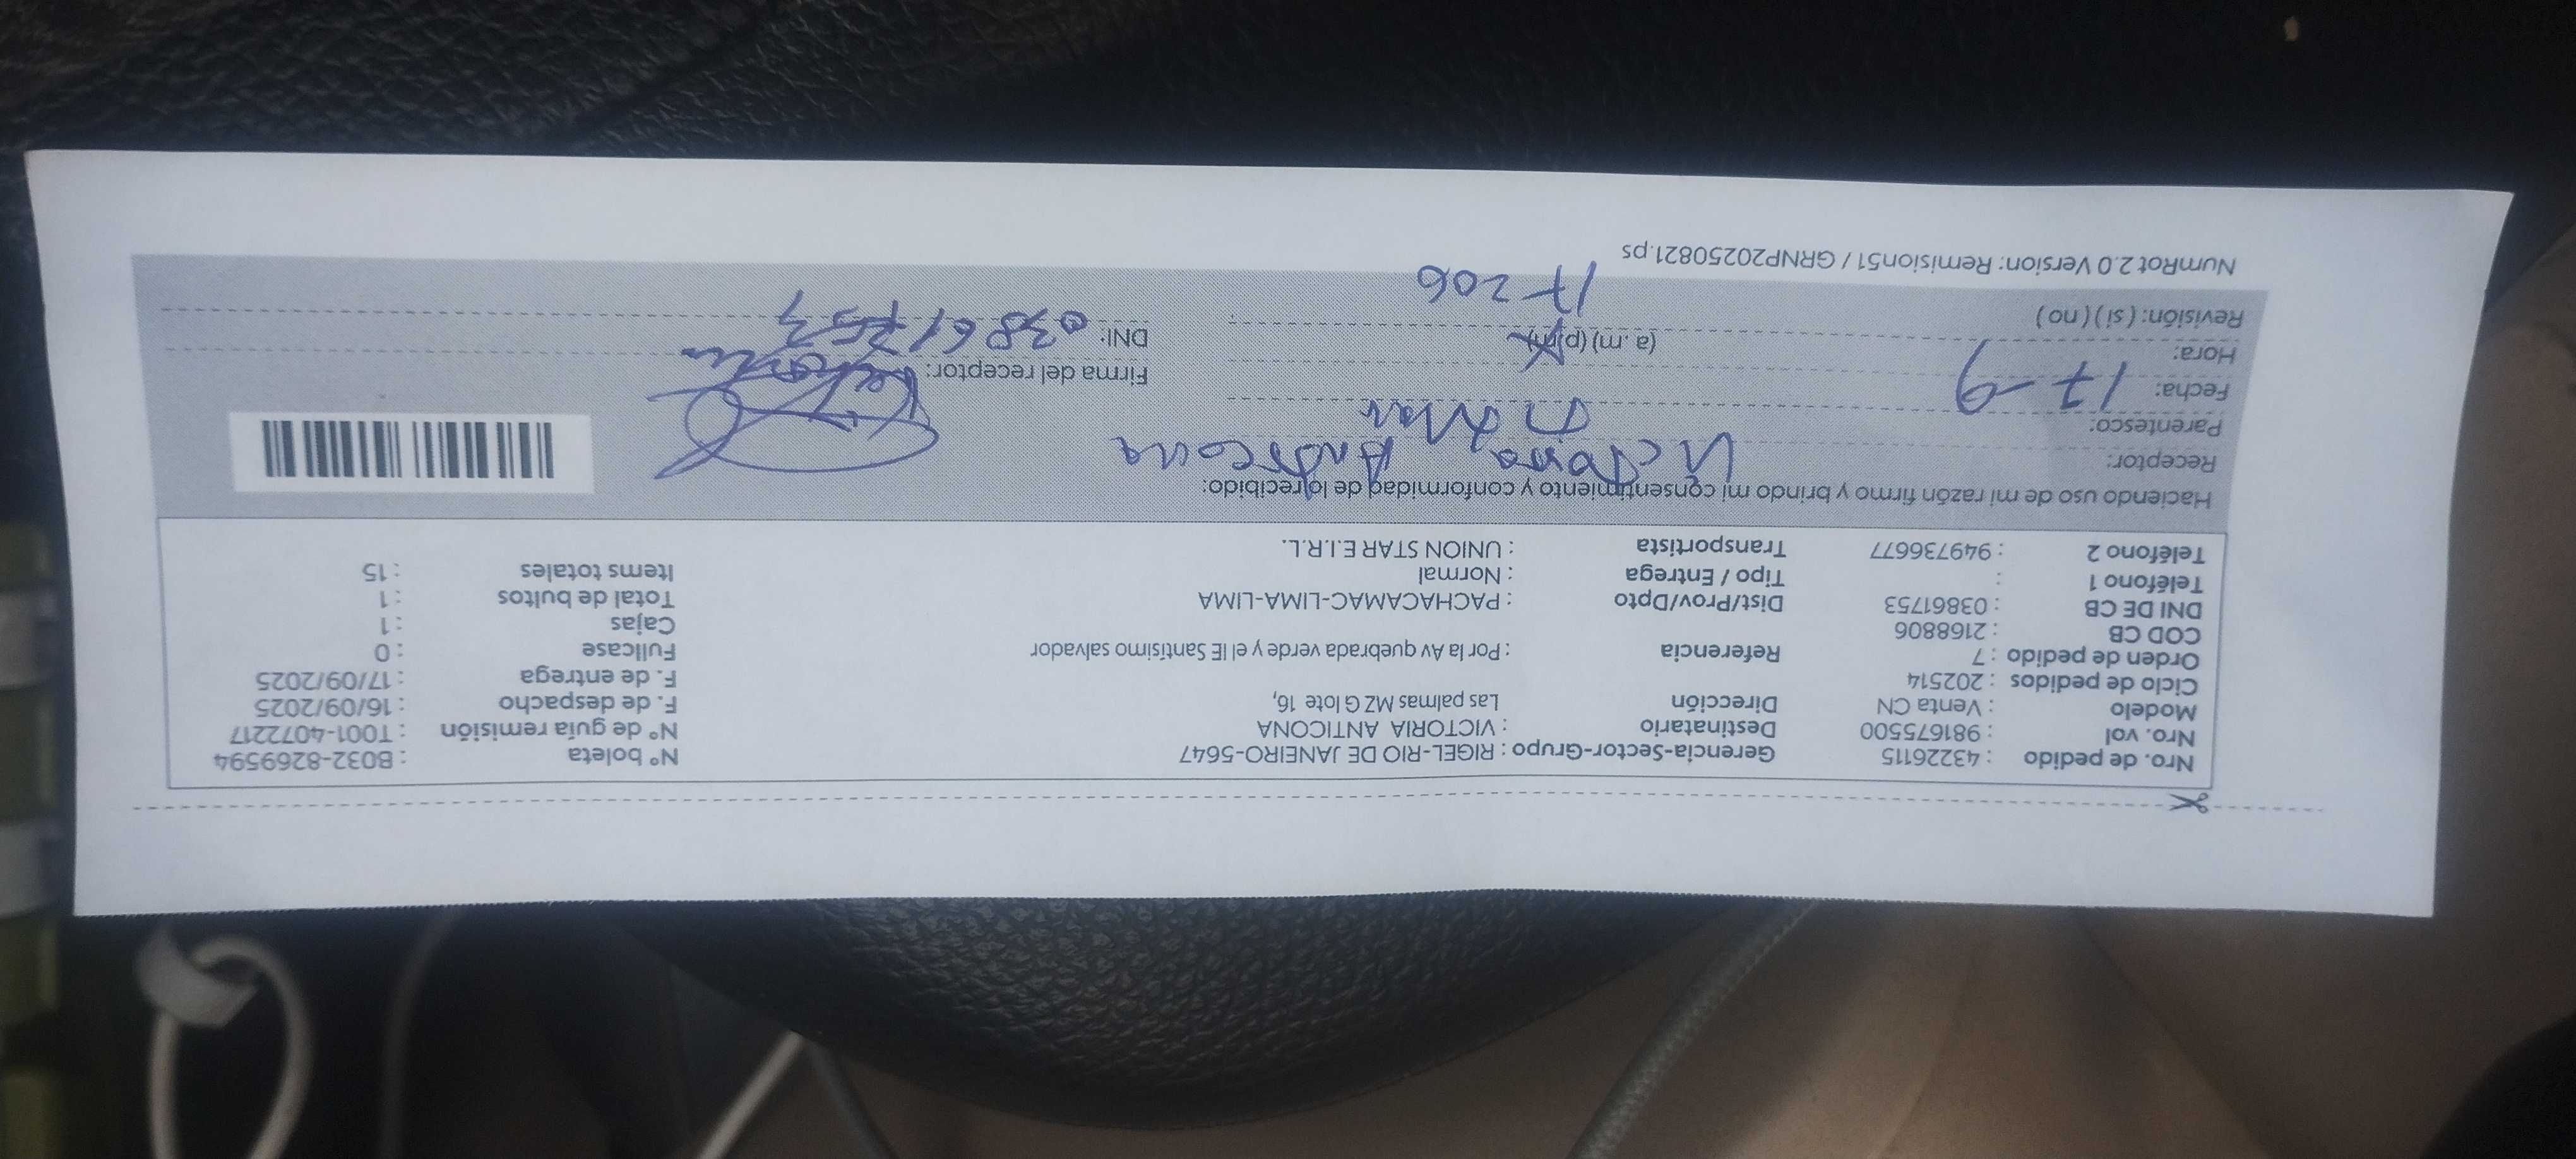 Nro. de pedido : 43226115 Gerencia-Sector-Grupo : RIGEL-RIO DE JANEIRO-5647 N° boleta : B032-8269594
Nro. vol : 981675500 Destinatario : VICTORIA ANTICONA N° de guía remisión : T001-4072217
Modelo : Venta CN Dirección Las palmas MZ G lote 16, F. de despacho : 16/09/2025
Ciclo de pedidos : 202514 F. de entrega : 17/09/2025
Orden de pedido : 7 Referencia : Por la Av quebrada verde y el IE Santísimo salvador Fullcase : 0
COD CB : 2168806 Cajas : 1
DNI DE CB : 03861753 Dist/Prov/Dpto : PACHACAMAC-LIMA-LIMA Total de bultos : 1
Teléfono 1 : Tipo / Entrega : Normal Items totales : 15
Teléfono 2 : 949736677 Transportista : UNION STAR E.I.R.L.
Haciendo uso de mi razón firmo y brindo mi consentimiento y conformidad de lo recibido:
Receptor: Victoria Anticona
Parentesco: Titular
Fecha: 17-9 Firma del receptor:
Hora: (a.m) (p.m) DNI: 03861753
Revisión: ( si ) ( no ) 17 206
NumRot 2.0 Version: Remision51 / GRNP20250821.ps